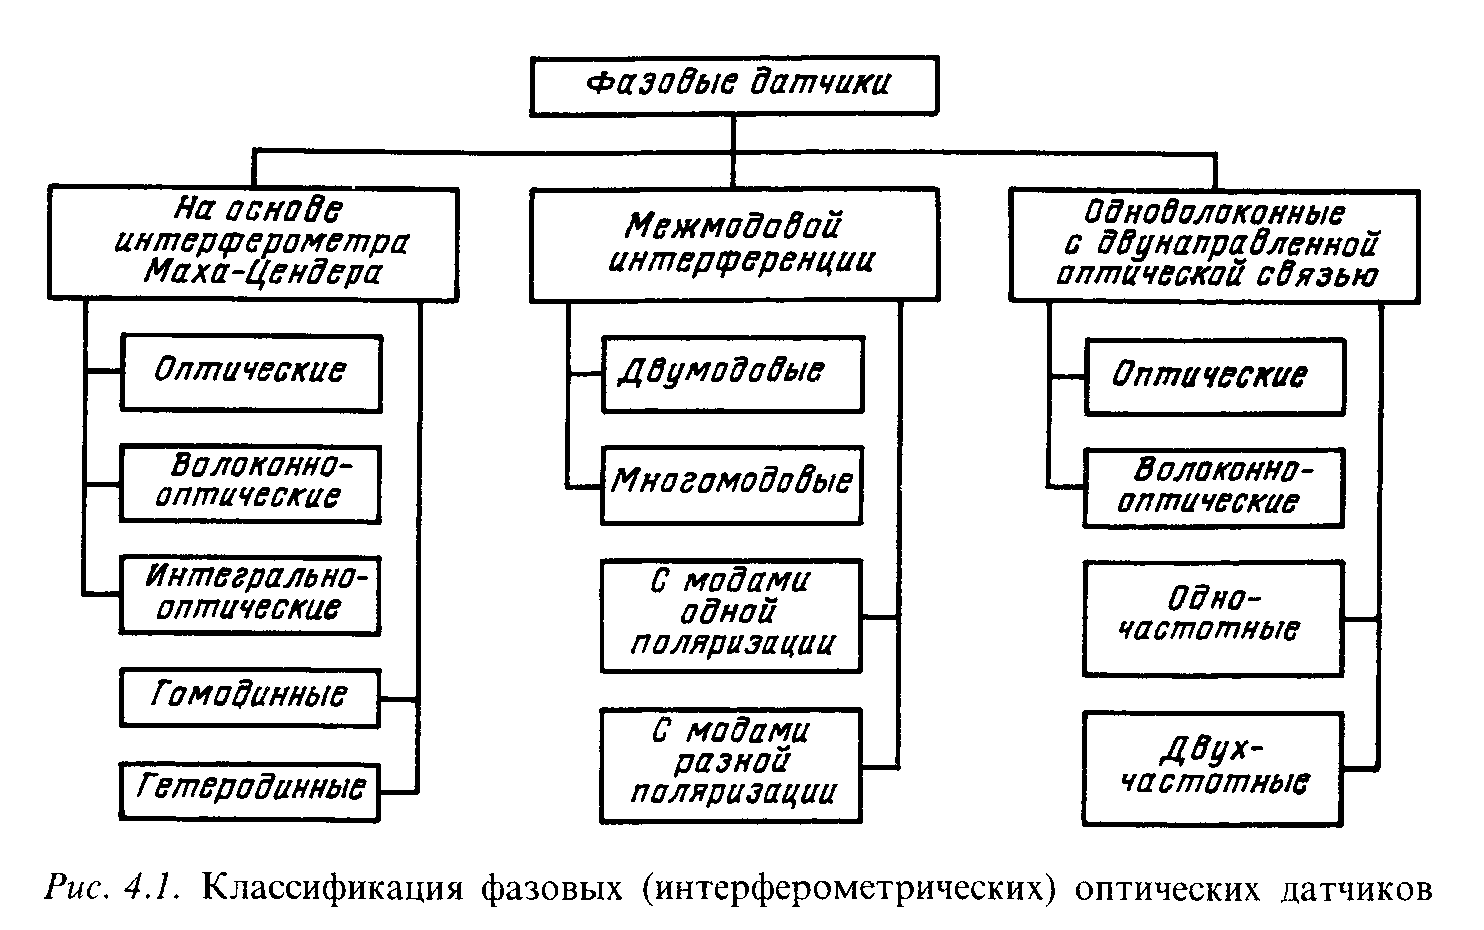 Фазовые датчики
На основе
интерферометра
Маха-Цендера
Оптические
Волоконно-
оптические
Интегрально-
оптические
Гомодинные
Гетеродинные
Межмодовой
интерференции
Двумодовые
Многомодовые
С модами
одной
поляризации
С модами
разной
поляризации
Одноволоконные
с двунаправленной
оптической связью
Оптические
Волоконно-
оптические
Одно-
частотные
Двух-
частотные
Рис. 4.1. Классификация фазовых (интерферометрических) оптических датчиков